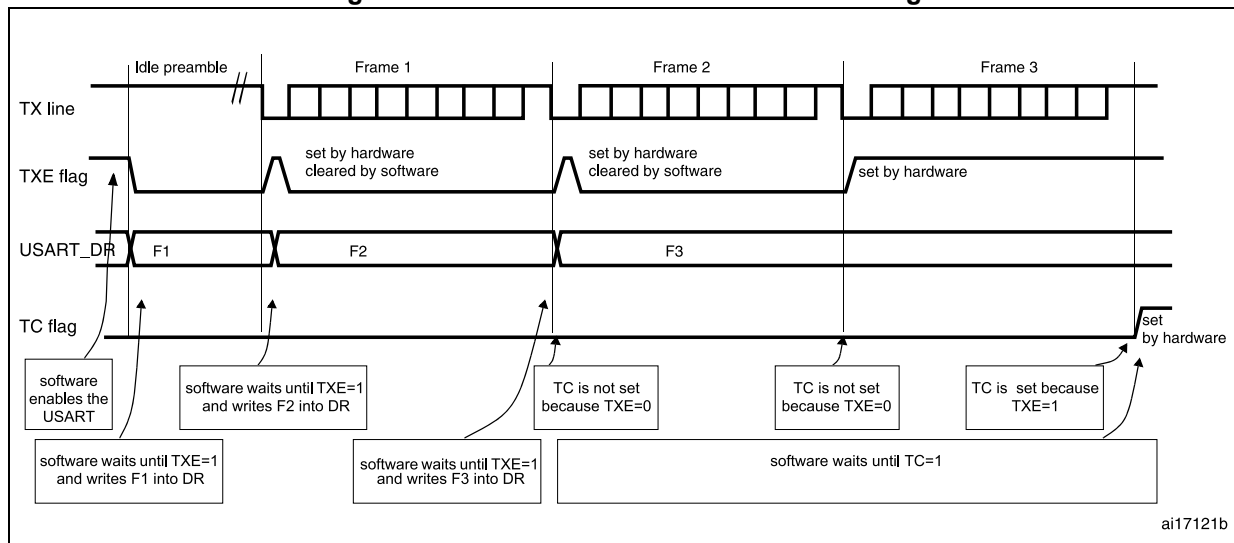 Idle preamble
Frame 1
Frame 2
Frame 3
TX line
TXE flag
set by hardware
cleared by software
set by hardware
cleared by software
set by hardware
USART_DR
F1
F2
F3
TC flag
set
by hardware
software
enables the
USART
software waits until TXE=1
and writes F2 into DR
TC is not set
because TXE=0
TC is not set
because TXE=0
TC is set because
TXE=1
software waits until TXE=1
and writes F1 into DR
software waits until TXE=1
and writes F3 into DR
software waits until TC=1
ai17121b